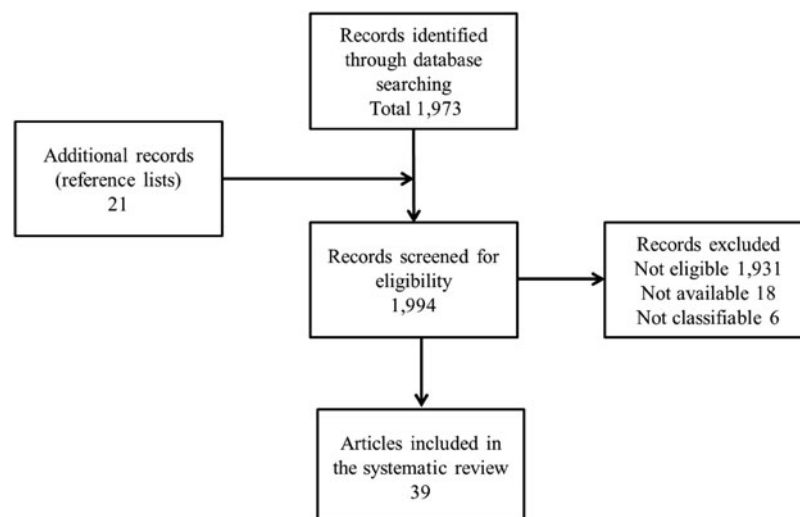 Records identified
through database
searching
Total 1,973
Additional records
(reference lists)
21
Records screened for
eligibility
1,994
Records excluded
Not eligible 1,931
Not available 18
Not classifiable 6
Articles included in
the systematic review
39